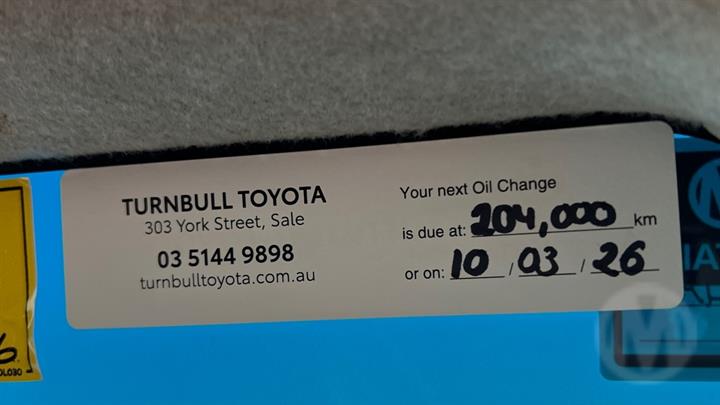 TURNBULL TOYOTA
303 York Street, Sale
03 5144 9898
turnbulltoyota.com.au
Your next Oil Change
is due at: 204,000 km
or on: 10 / 03 / 26